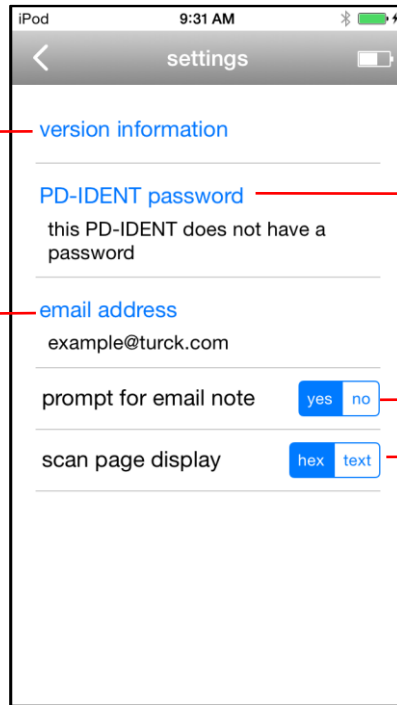 iPod 9:31 AM
settings
version information
PD-IDENT password
this PD-IDENT does not have a
password
email address
example@turck.com
prompt for email note yes no
scan page display hex text